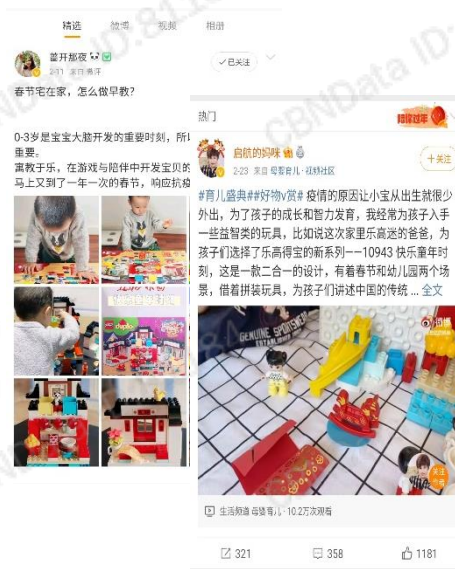 精选 微博 视频 相册
蓝开那夜
2-11 来自 微评
春节宅在家，怎么做早教?
0-3岁是宝宝大脑开发的重要时刻，所以
重要。
寓教于乐，在游戏与陪伴中开发宝贝的
马上又到了一年一次的春节，响应抗疫
duplo
已关注
热门
陪你过年
启航的妈咪
2-23 来自 母婴育儿 · 视频社区
+关注
#育儿盛典##好物v赏# 疫情的原因让小宝从出生就很少
外出，为了孩子的成长和智力发育，我经常为孩子入手
一些益智类的玩具，比如说这次家里乐高迷的爸爸，为
孩子们选择了乐高得宝的新系列——10943 快乐童年时
刻，这是一款二合一的设计，有着春节和幼儿园两个场
景，借着拼装玩具，为孩子们讲述中国的传统 ... 全文
GENUINE SPORTSWEAR
ESTABLISHED
关注
生活频道 母婴育儿 · 10.2万次观看
321 358 1181
CBNData ID: